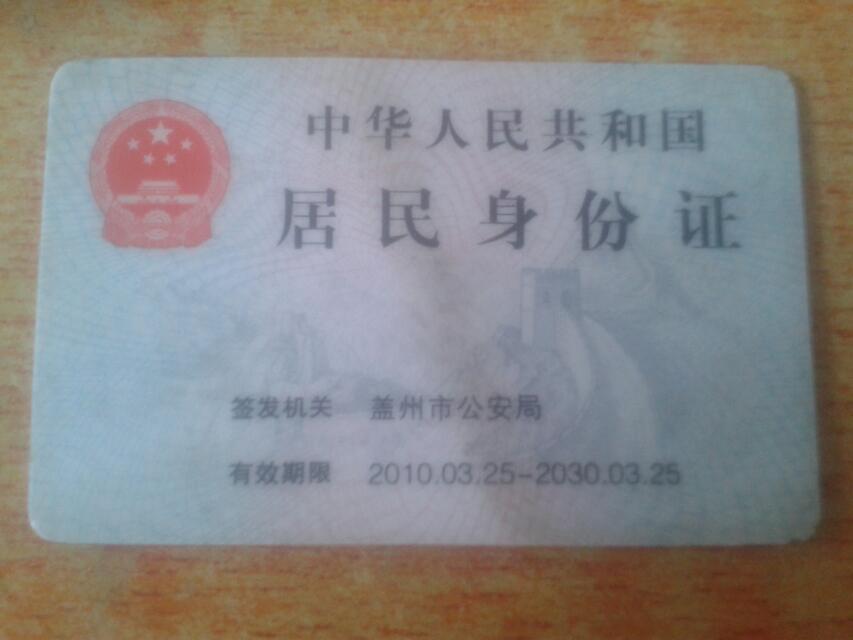 中华人民共和国
居民身份证
签发机关 盖州市公安局
有效期限 2010.03.25-2030.03.25